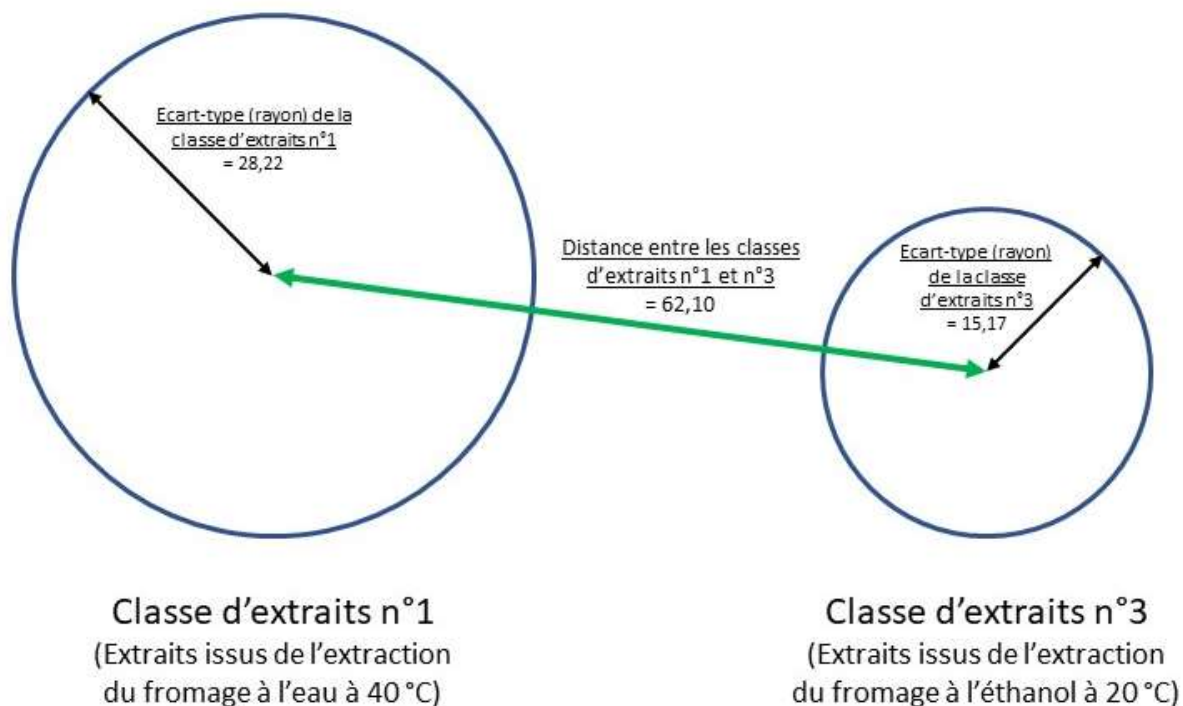 Ecart-type (rayon) de la
classe d'extraits n°1
= 28,22
Distance entre les classes
d'extraits n°1 et n°3
= 62,10
Ecart-type (rayon)
de la classe
d'extraits n°3
= 15,17
Classe d'extraits n°1
(Extraits issus de l'extraction
du fromage à l'eau à 40 °C)
Classe d'extraits n°3
(Extraits issus de l'extraction
du fromage à l'éthanol à 20 °C)